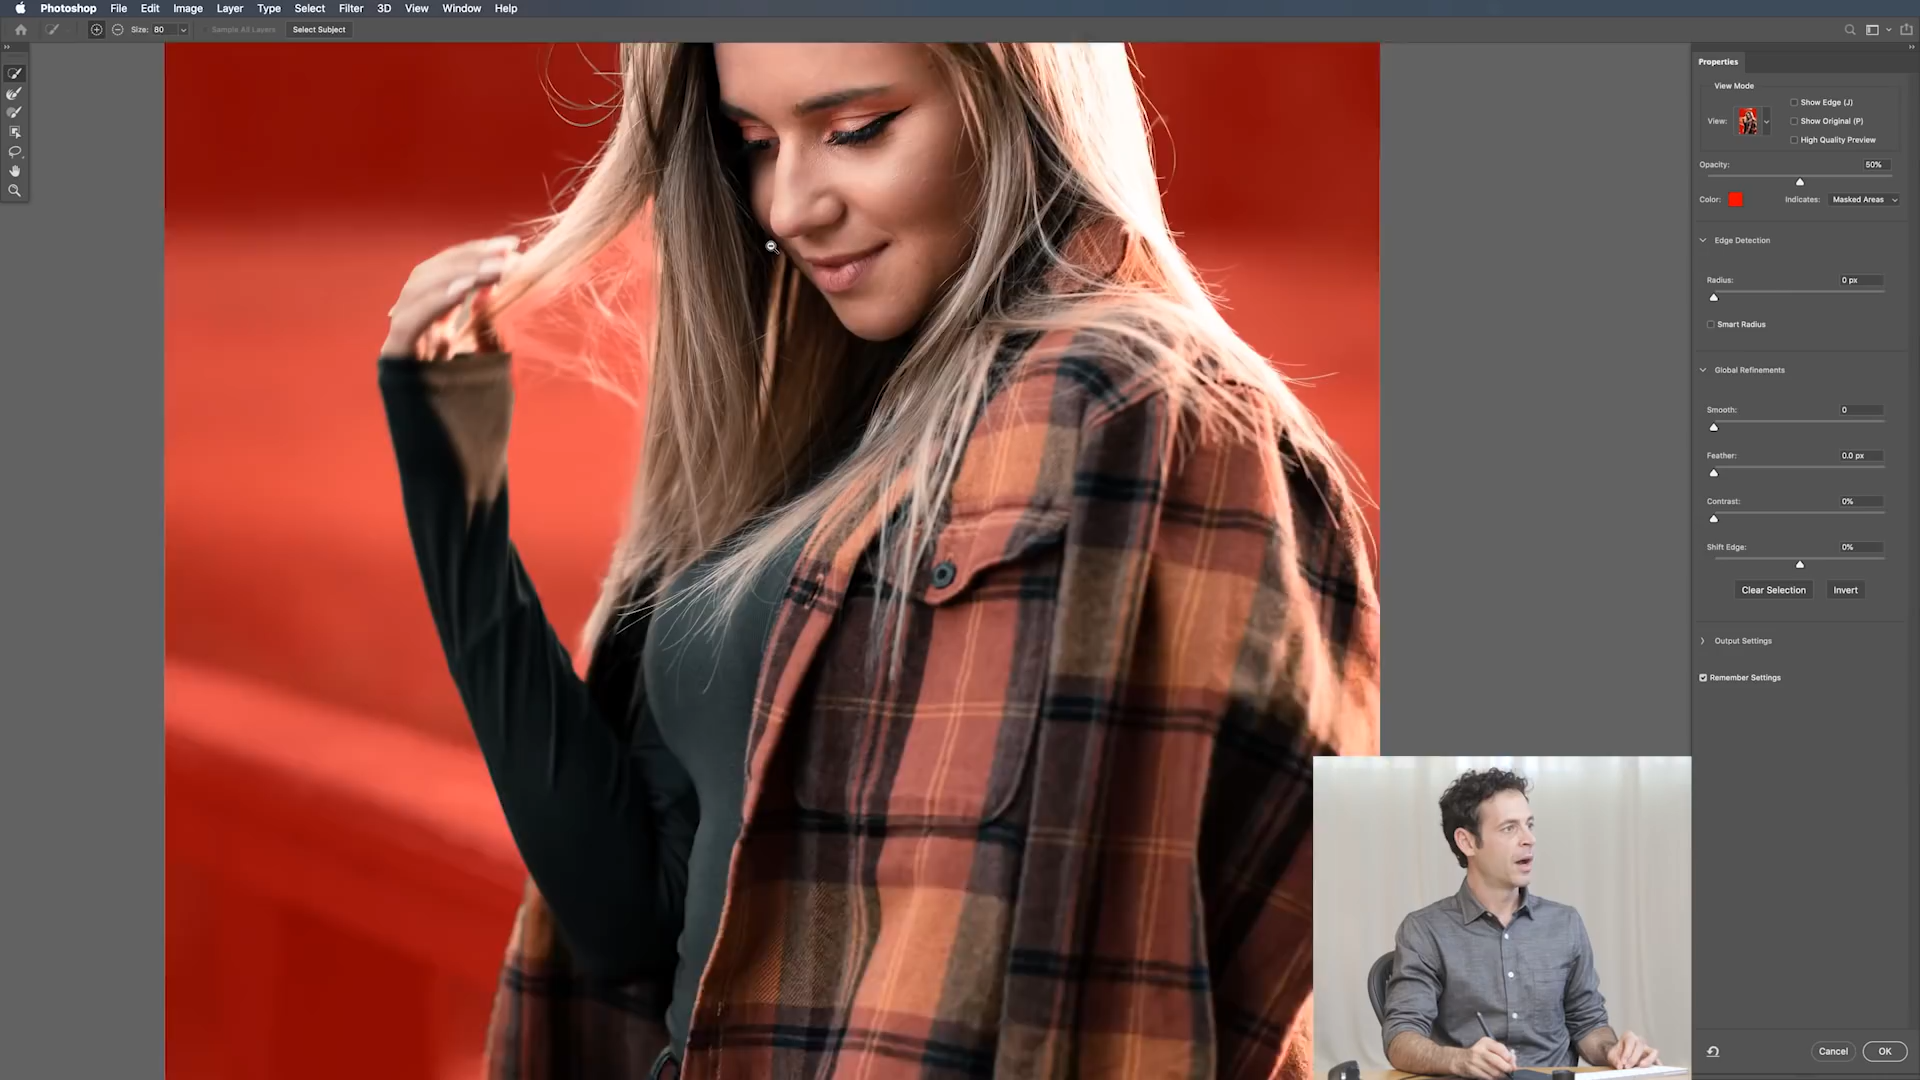 Photoshop File Edit Image Layer Type Select Filter 3D View Window Help
Size: 80 Sample All Layers Select Subject
Properties
View Mode
View:
Show Edge (J)
Show Original (P)
High Quality Preview
Opacity: 50%
Color: Indicates: Masked Areas
Edge Detection
Radius: 0 px
Smart Radius
Global Refinements
Smooth: 0
Feather: 0.0 px
Contrast: 0%
Shift Edge: 0%
Clear Selection Invert
Output Settings
Remember Settings
Cancel OK